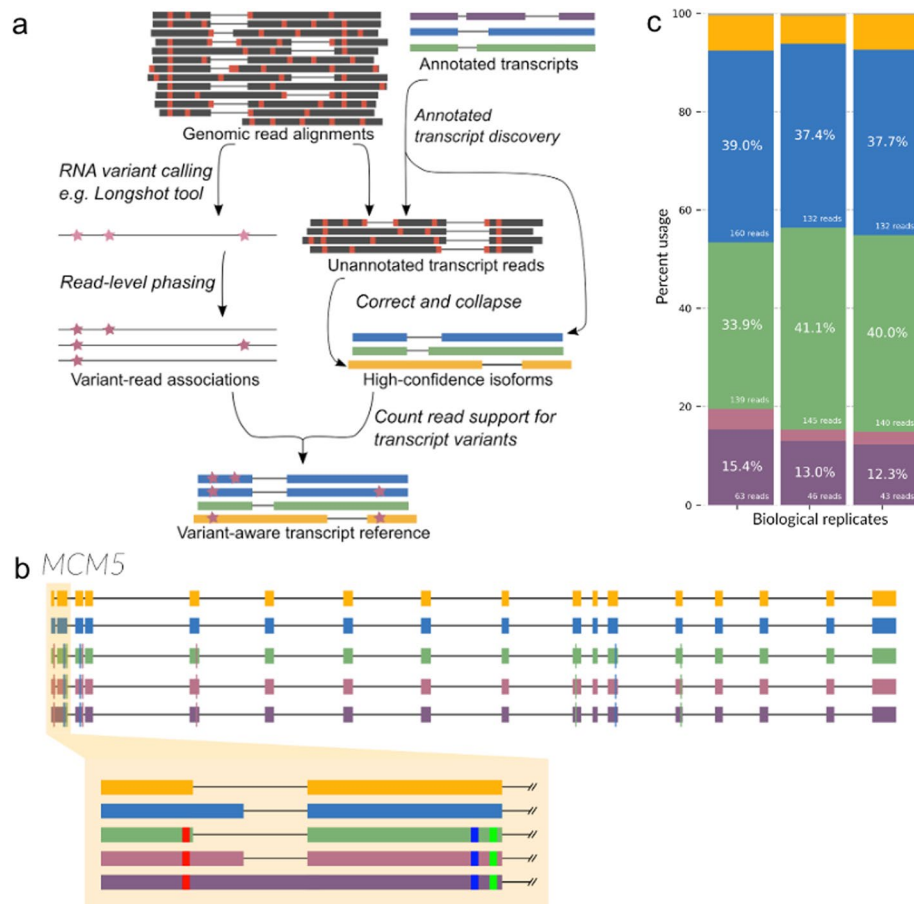 a
Genomic read alignments
Annotated transcripts
Annotated
transcript discovery
RNA variant calling
e.g. Longshot tool
Unannotated transcript reads
Read-level phasing
Correct and collapse
Variant-read associations
High-confidence isoforms
Count read support for
transcript variants
Variant-aware transcript reference
c
Percent usage
100
80
60
40
20
0
39.0%
160 reads
33.9%
139 reads
15.4%
63 reads
37.4%
132 reads
41.1%
145 reads
13.0%
46 reads
37.7%
132 reads
40.0%
140 reads
12.3%
43 reads
Biological replicates
b
MCM5